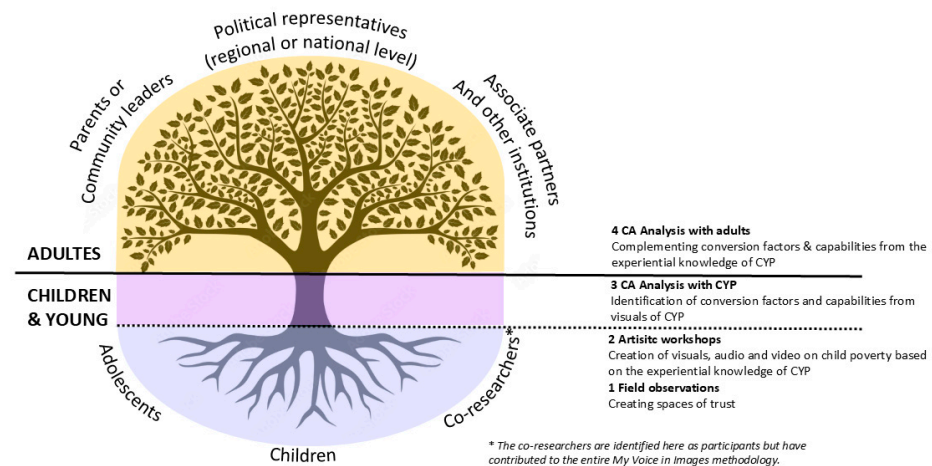 Political representatives
(regional or national level)
Parents or
Community leaders
Associate partners
And other institutions
ADULTES
CHILDREN
& YOUNG
Adolescents
Children
Co-researchers*
4 CA Analysis with adults
Complementing conversion factors & capabilities from the
experiential knowledge of CYP
3 CA Analysis with CYP
Identification of conversion factors and capabilities from
visuals of CYP
2 Artisitc workshops
Creation of visuals, audio and video on child poverty based
on the experiential knowledge of CYP
1 Field observations
Creating spaces of trust
* The co-researchers are identified here as participants but have
contributed to the entire My Voice in Images methodology.